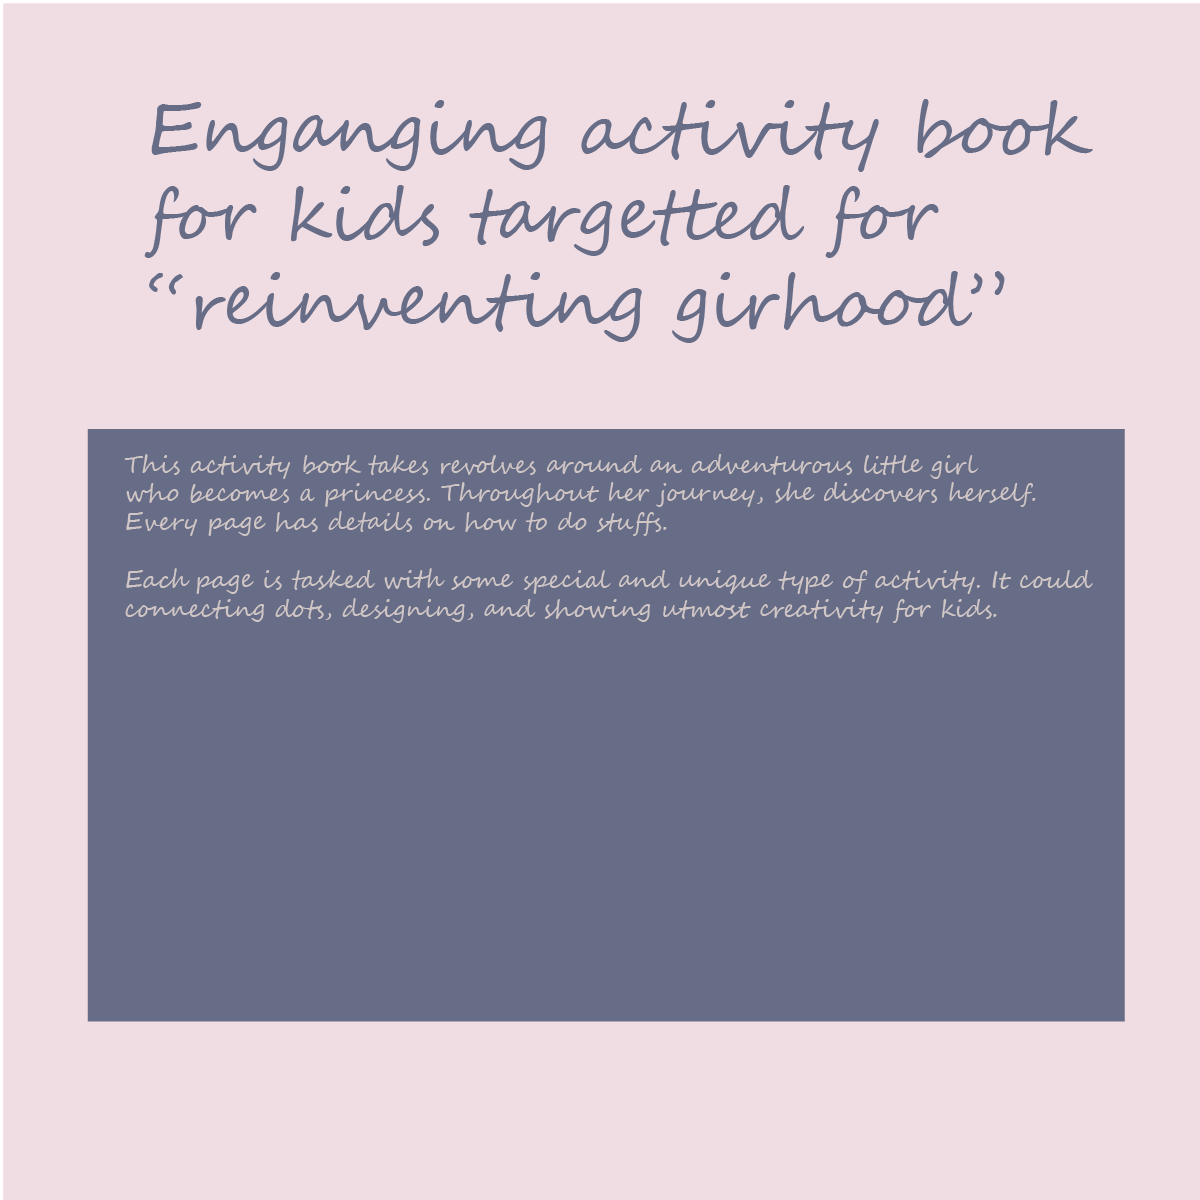 Enganging activity book
for kids targetted for
“reinventing girhood”
This activity book takes revolves around an adventurous little girl
who becomes a princess. Throughout her journey, she discovers herself.
Every page has details on how to do stuffs.
Each page is tasked with some special and unique type of activity. It could
connecting dots, designing, and showing utmost creativity for kids.